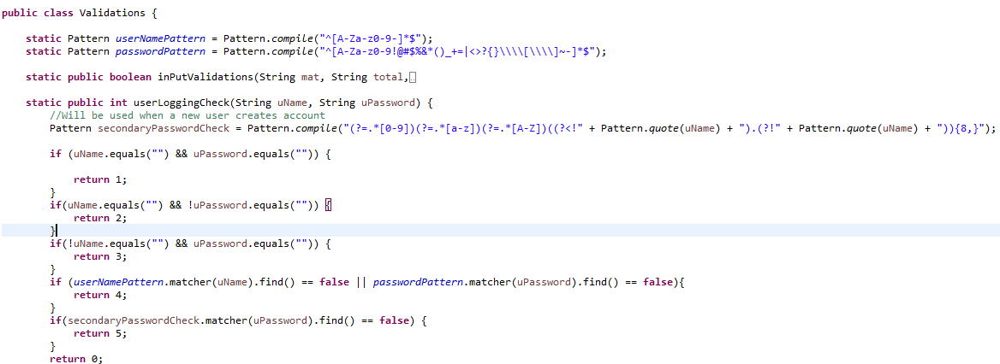 public class Validations {
static Pattern userNamePattern = Pattern.compile("^[A-Za-z0-9-]*$");
static Pattern passwordPattern = Pattern.compile("^[A-Za-z0-9!@#$%&*()_+=|<>?{}\\\\[\\\\]~-]*$");
static public boolean inPutValidations(String mat, String total,
static public int userLoggingCheck(String uName, String uPassword) {
//Will be used when a new user creates account
Pattern secondaryPasswordCheck = Pattern.compile("(?=.*[0-9])(?=.*[a-z])(?=.*[A-Z])((?<!" + Pattern.quote(uName) + ").(?!" + Pattern.quote(uName) + ")){8,}");
if (uName.equals("") && uPassword.equals("")) {
return 1;
}
if(uName.equals("") && !uPassword.equals("")) {
return 2;
}
if(!uName.equals("") && uPassword.equals("")) {
return 3;
}
if (userNamePattern.matcher(uName).find() == false || passwordPattern.matcher(uPassword).find() == false){
return 4;
}
if(secondaryPasswordCheck.matcher(uPassword).find() == false) {
return 5;
}
return 0;